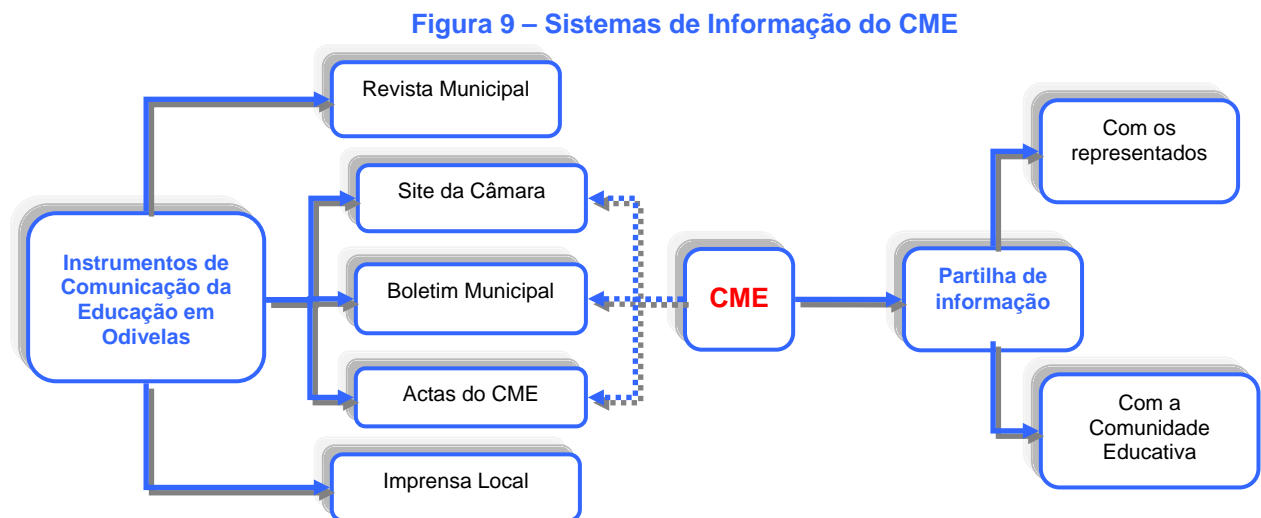 Figura 9 – Sistemas de Informação do CME
Revista Municipal
Site da Câmara
Boletim Municipal
Actas do CME
Imprensa Local
Instrumentos de
Comunicação da
Educação em
Odivelas
CME
Partilha de
informação
Com os
representados
Com a
Comunidade
Educativa